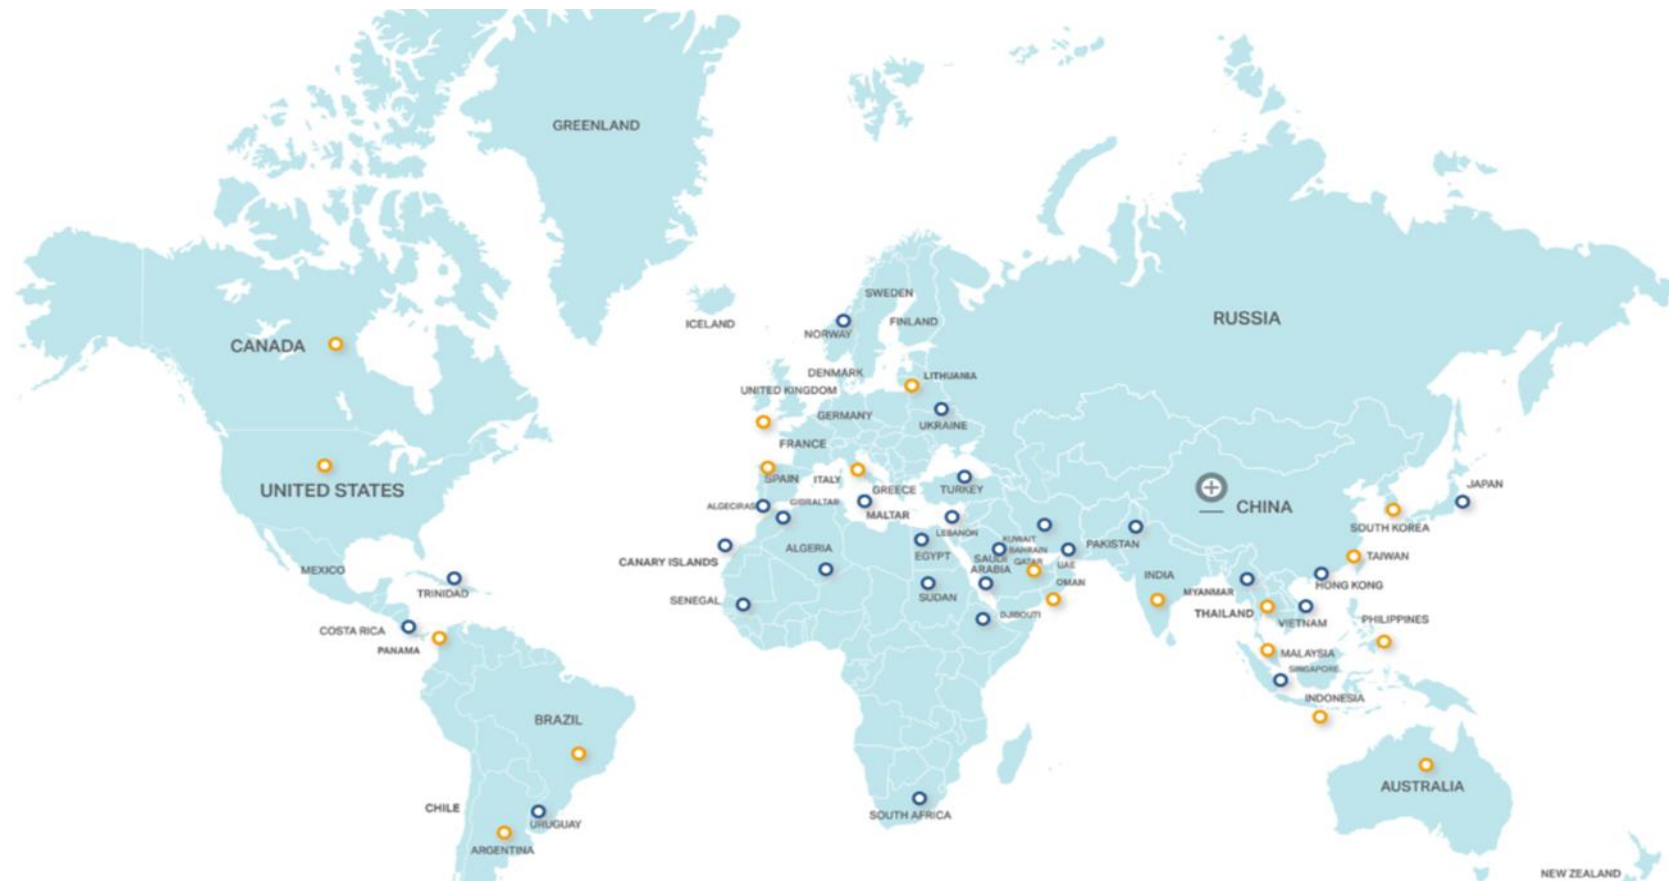 GREENLAND
SWEDEN
ICELAND
NORWAY
FINLAND
RUSSIA
CANADA
DENMARK
LITHUANIA
UNITED KINGDOM
GERMANY
UKRAINE
FRANCE
UNITED STATES
SPAIN
ITALY
GREECE
TURKEY
CHINA
JAPAN
ALGECIRAS
GIBRALTAR
MALTAR
SOUTH KOREA
LEBANON
KUWAIT
PAKISTAN
ALGERIA
BAHRAIN
TAIWAN
CANARY ISLANDS
EGYPT
SAUDI
ARABIA
QATAR
UAE
MEXICO
INDIA
OMAN
HONG KONG
TRINIDAD
SENEGAL
SUDAN
MYANMAR
DJIBOUTI
THAILAND
VIETNAM
PHILIPPINES
COSTA RICA
PANAMA
MALAYSIA
SINGAPORE
INDONESIA
BRAZIL
AUSTRALIA
CHILE
URUGUAY
SOUTH AFRICA
ARGENTINA
NEW ZEALAND